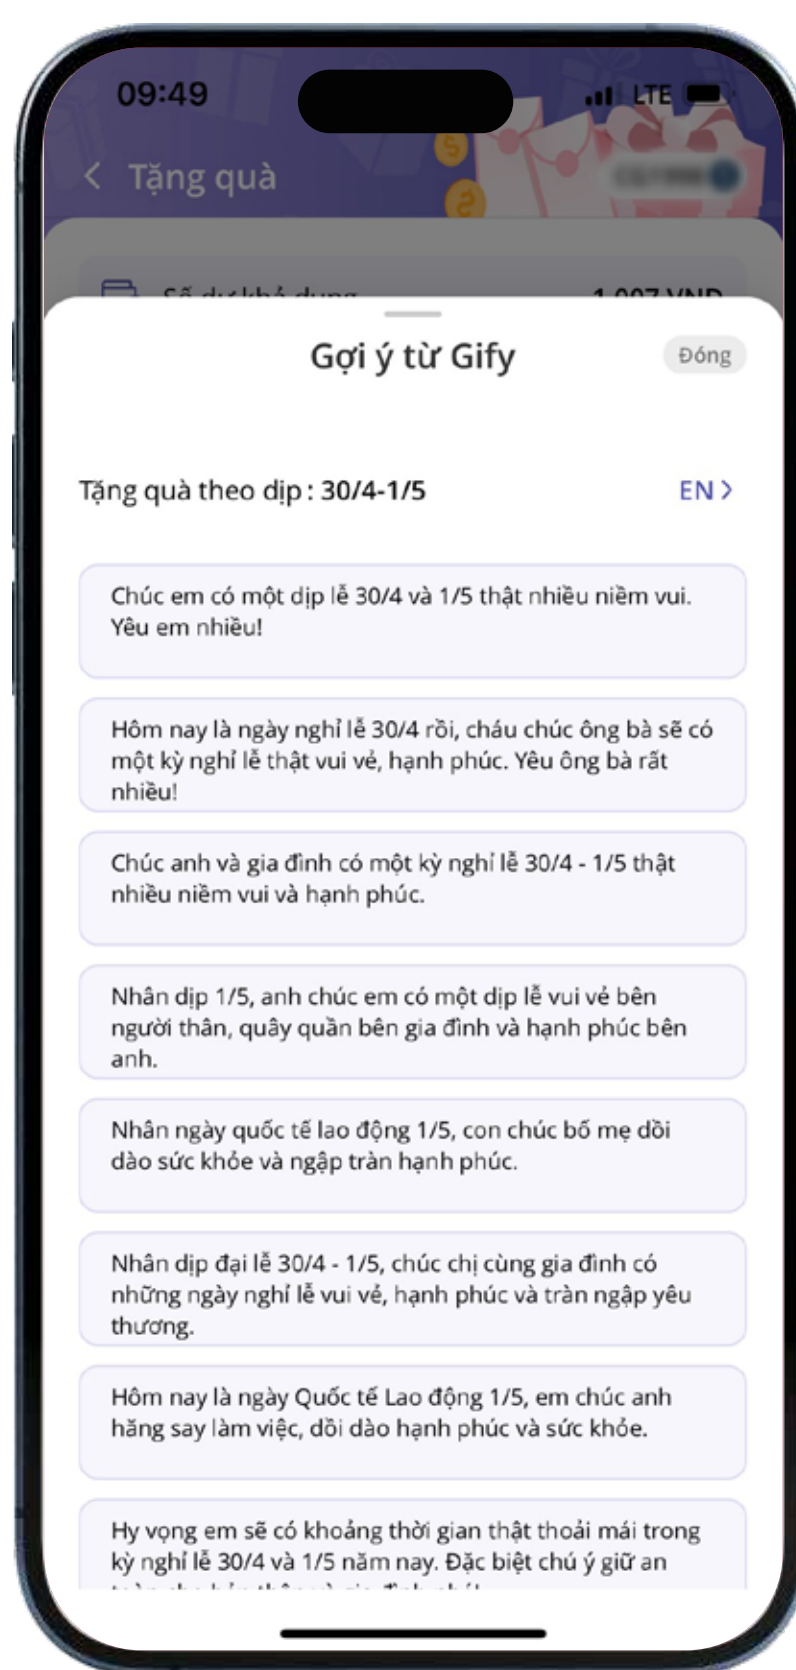 09:49
LTE
Tặng quà
Số dư khả dụng 1,007 VND
Gợi ý từ Gify
Đóng
Tặng quà theo dịp : 30/4-1/5
EN >
Chúc em có một dịp lễ 30/4 và 1/5 thật nhiều niềm vui.
Yêu em nhiều!
Hôm nay là ngày nghỉ lễ 30/4 rồi, cháu chúc ông bà sẽ có
một kỳ nghỉ lễ thật vui vẻ, hạnh phúc. Yêu ông bà rất
nhiều!
Chúc anh và gia đình có một kỳ nghỉ lễ 30/4 - 1/5 thật
nhiều niềm vui và hạnh phúc.
Nhân dịp 1/5, anh chúc em có một dịp lễ vui vẻ bên
người thân, quây quần bên gia đình và hạnh phúc bên
anh.
Nhân ngày quốc tế lao động 1/5, con chúc bố mẹ dồi
dào sức khỏe và ngập tràn hạnh phúc.
Nhân dịp đại lễ 30/4 - 1/5, chúc chị cùng gia đình có
những ngày nghỉ lễ vui vẻ, hạnh phúc và tràn ngập yêu
thương.
Hôm nay là ngày Quốc tế Lao động 1/5, em chúc anh
hăng say làm việc, dồi dào hạnh phúc và sức khỏe.
Hy vọng em sẽ có khoảng thời gian thật thoải mái trong
kỳ nghỉ lễ 30/4 và 1/5 năm nay. Đặc biệt chú ý giữ an